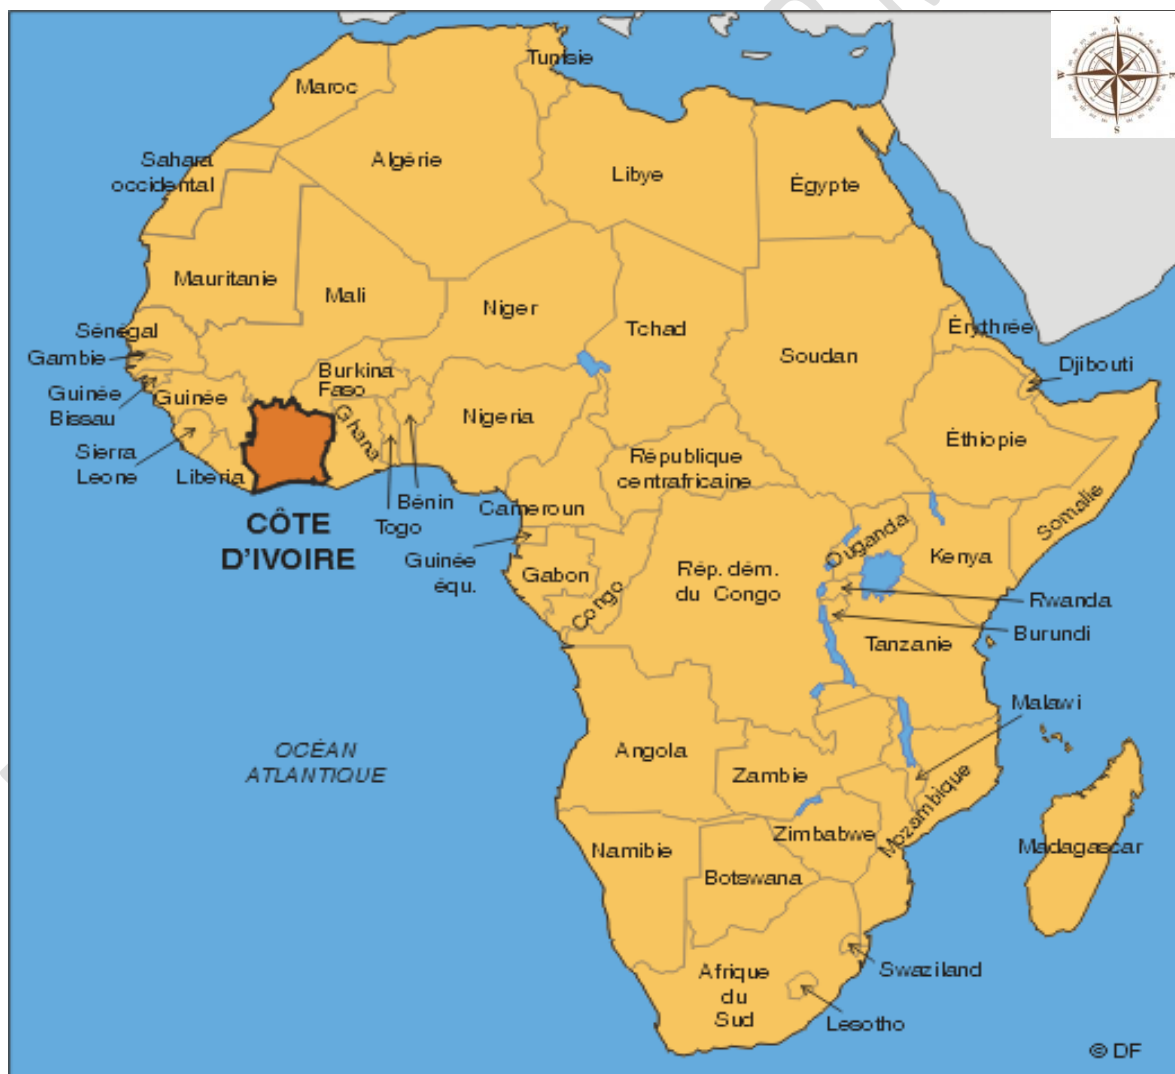 N
W
E
S
Tunisie
Maroc
Algérie
Libye
Égypte
Sahara
occidental
Mauritanie
Mali
Niger
Tchad
Soudan
Érythrée
Djibouti
Sénégal
Gambie
Guinée
Bissau
Guinée
Burkina
Faso
Ghana
Nigeria
Éthiopie
Sierra
Leone
Liberia
République
centrafricaine
Somalie
Bénin
Togo
Cameroun
CÔTE
D'IVOIRE
Guinée
équ.
Gabon
Congo
Rép. dém.
du Congo
Ouganda
Kenya
Rwanda
Burundi
Tanzanie
Malawi
OCÉAN
ATLANTIQUE
Angola
Zambie
Mozambique
Zimbabwe
Madagascar
Namibie
Botswana
Swaziland
Afrique
du
Sud
Lesotho
© DF